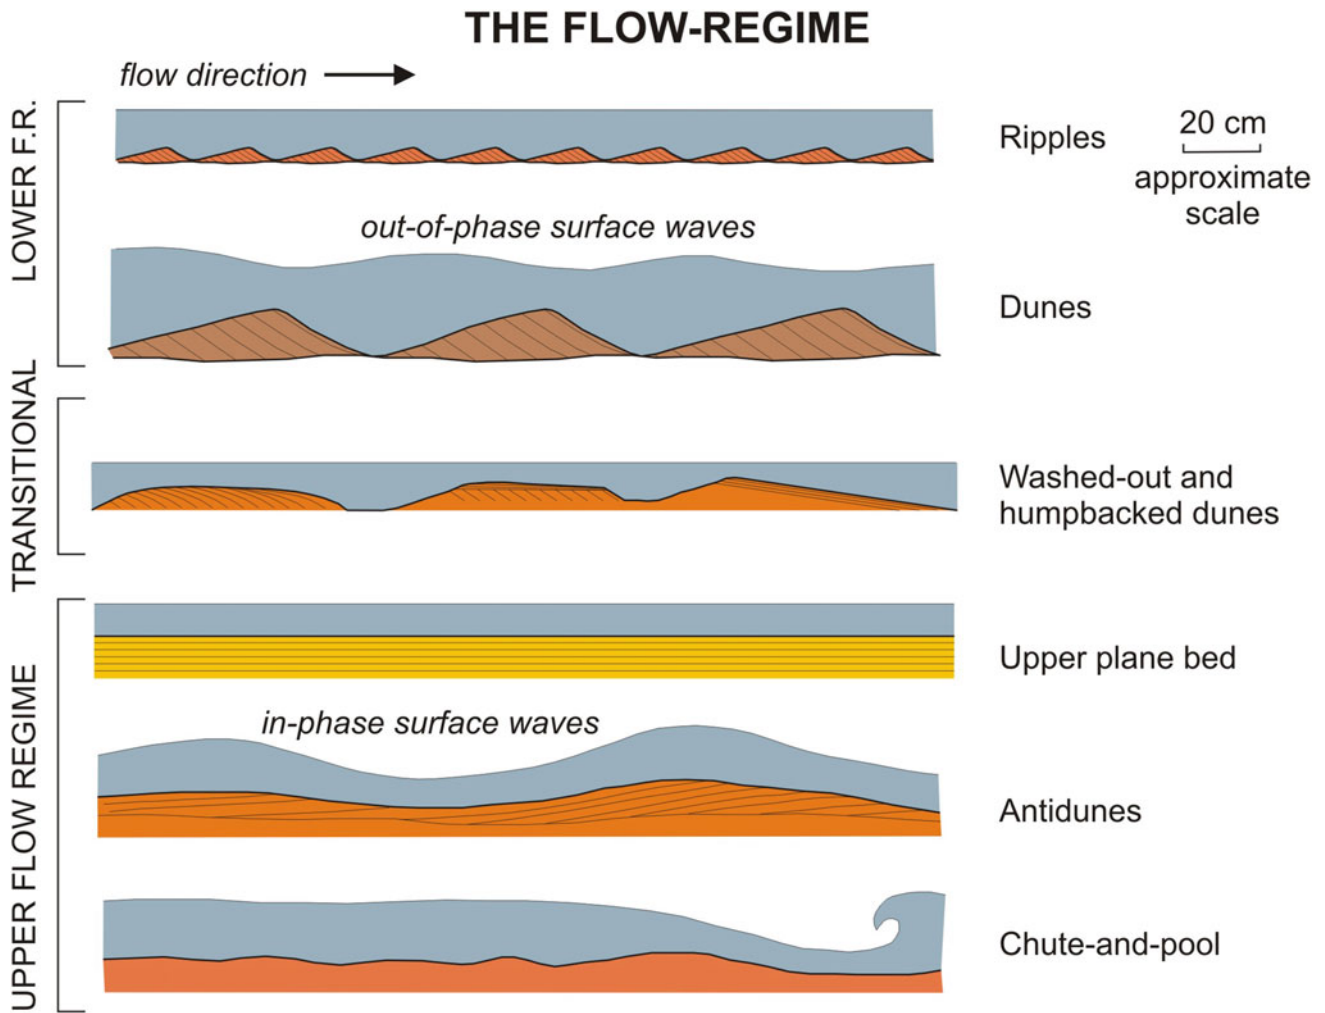 THE FLOW-REGIME
flow direction
LOWER F.R.
Ripples
20 cm
approximate
scale
out-of-phase surface waves
Dunes
TRANSITIONAL
Washed-out and
humpbacked dunes
UPPER FLOW REGIME
Upper plane bed
in-phase surface waves
Antidunes
Chute-and-pool